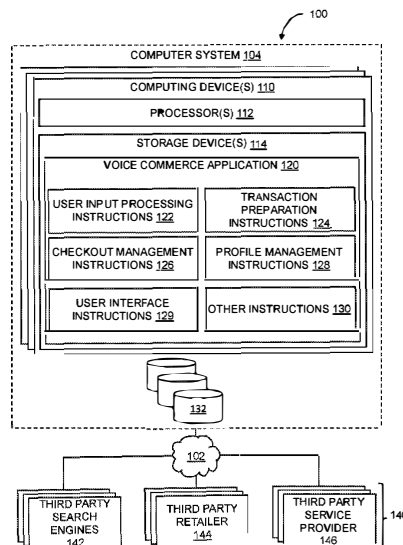 100
COMPUTER SYSTEM 104
COMPUTING DEVICE(S) 110
PROCESSOR(S) 112
STORAGE DEVICE(S) 114
VOICE COMMERCE APPLICATION 120
USER INPUT PROCESSING
INSTRUCTIONS 122
TRANSACTION
PREPARATION
INSTRUCTIONS 124
CHECKOUT MANAGEMENT
INSTRUCTIONS 126
PROFILE MANAGEMENT
INSTRUCTIONS 128
USER INTERFACE
INSTRUCTIONS 129
OTHER INSTRUCTIONS 130
132
102
THIRD PARTY
SEARCH
ENGINES
142
THIRD PARTY
RETAILER
144
THIRD PARTY
SERVICE
PROVIDER
146